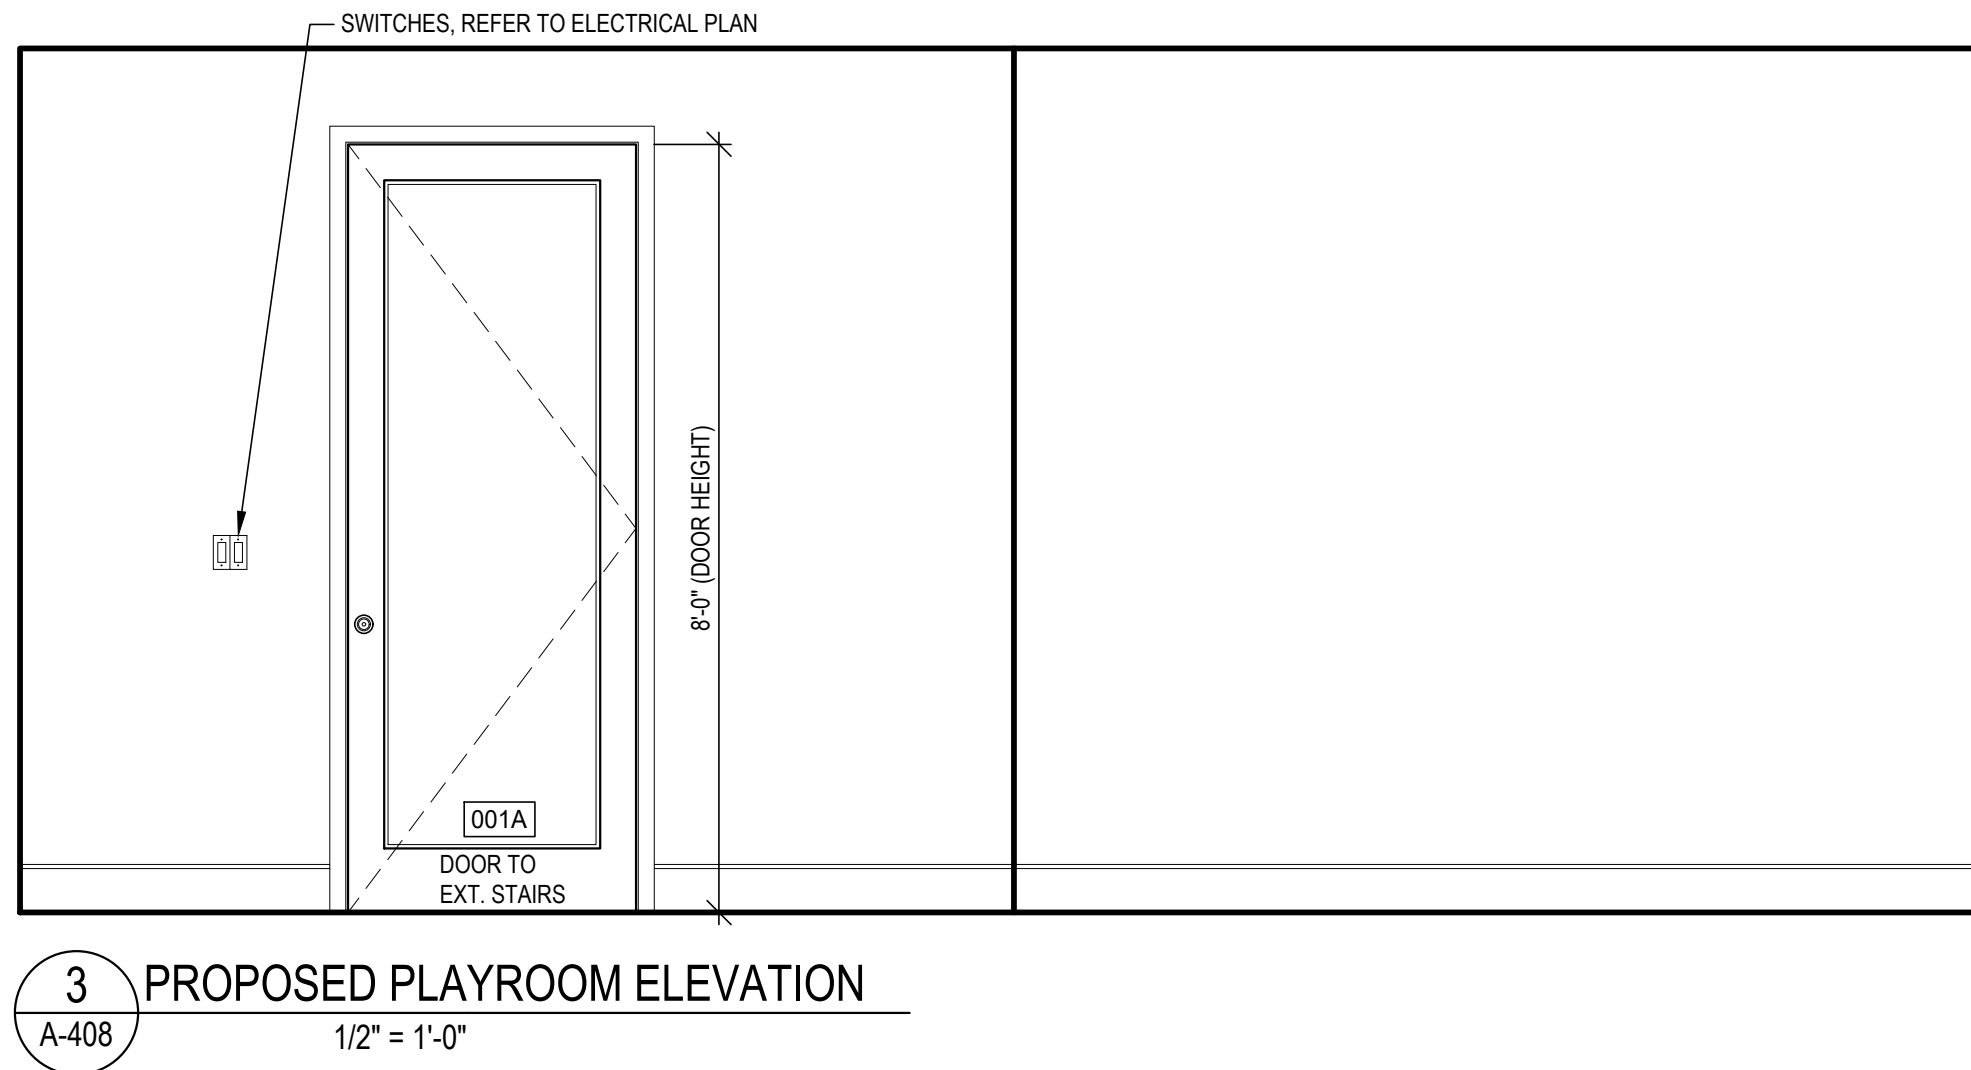 SWITCHES, REFER TO ELECTRICAL PLAN
8'-0" (DOOR HEIGHT)
001A
DOOR TO
EXT. STAIRS
3
PROPOSED PLAYROOM ELEVATION
A-408
1/2" = 1'-0"